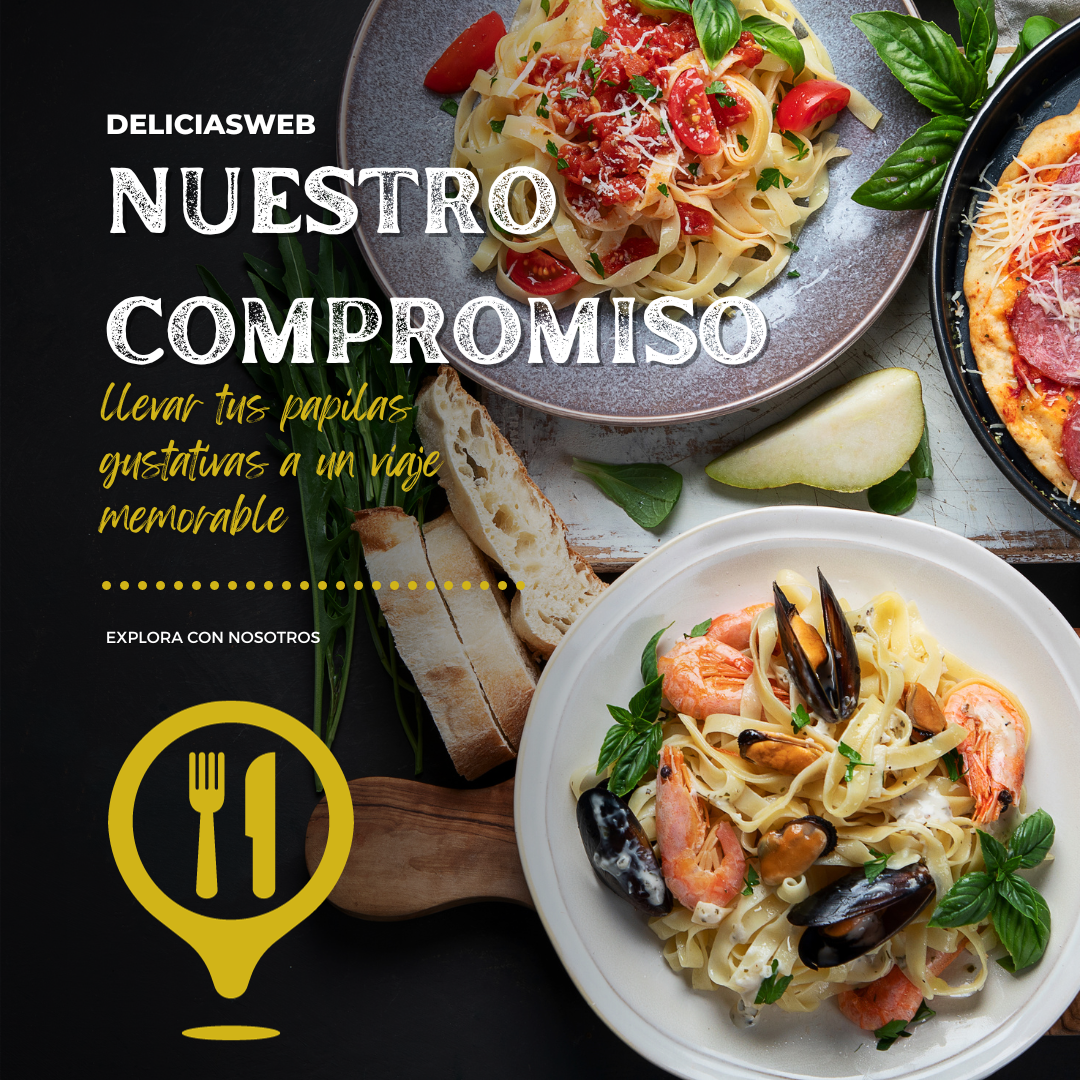 DELICIASWEB
NUESTRO
COMPROMISO
llevar tus papilas
gustativas a un viaje
memorable
EXPLORA CON NOSOTROS